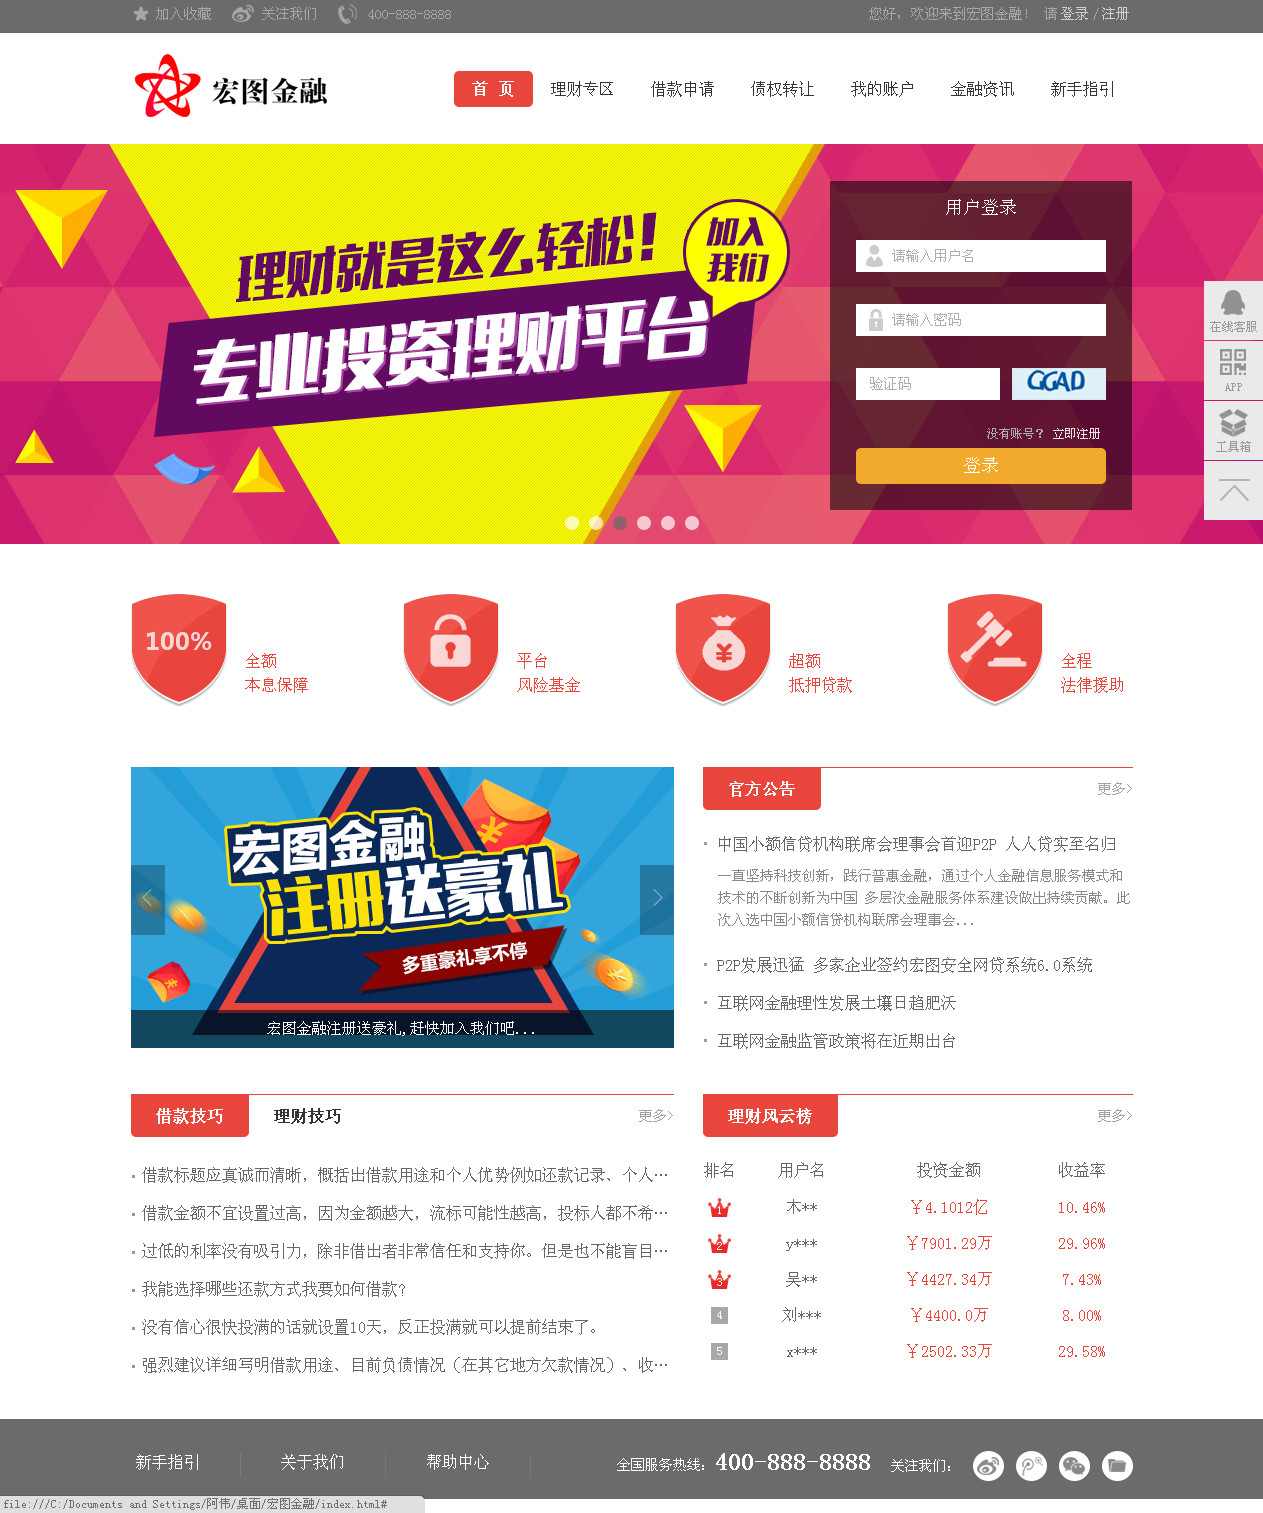 加入收藏 关注我们 400-888-8888 您好，欢迎来到宏图金融！ 请 登录 / 注册
宏图金融 首 页 理财专区 借款申请 债权转让 我的账户 金融资讯 新手指引
用户登录
理财就是这么轻松！
加入
我们
专业投资理财平台
请输入用户名
请输入密码
验证码 GGAD
没有账号？ 立即注册
登录
在线客服
APP
工具箱
100%
全额
本息保障
平台
风险基金
超额
抵押贷款
全程
法律援助
宏图金融
注册送豪礼
多重豪礼享不停
宏图金融注册送豪礼,赶快加入我们吧...
官方公告 更多>
中国小额信贷机构联席会理事会首迎P2P 人人贷实至名归
一直坚持科技创新，践行普惠金融，通过个人金融信息服务模式和
技术的不断创新为中国 多层次金融服务体系建设做出持续贡献。此
次入选中国小额信贷机构联席会理事会...
P2P发展迅猛 多家企业签约宏图安全网贷系统6.0系统
互联网金融理性发展土壤日趋肥沃
互联网金融监管政策将在近期出台
借款技巧 理财技巧 更多>
借款标题应真诚而清晰，概括出借款用途和个人优势例如还款记录、个人…
借款金额不宜设置过高，因为金额越大，流标可能性越高，投标人都不希…
过低的利率没有吸引力，除非借出者非常信任和支持你。但是也不能盲目…
我能选择哪些还款方式我要如何借款？
没有信心很快投满的话就设置10天，反正投满就可以提前结束了。
强烈建议详细写明借款用途、目前负债情况（在其它地方欠款情况）、收…
理财风云榜 更多>
排名 用户名 投资金额 收益率
1 木** ￥4.1012亿 10.46%
2 y*** ￥7901.29万 29.96%
3 吴** ￥4427.34万 7.43%
4 刘*** ￥4400.0万 8.00%
5 x*** ￥2502.33万 29.58%
新手指引 关于我们 帮助中心 全国服务热线：400-888-8888 关注我们：
file:///C:/Documents and Settings/阿伟/桌面/宏图金融/index.html#